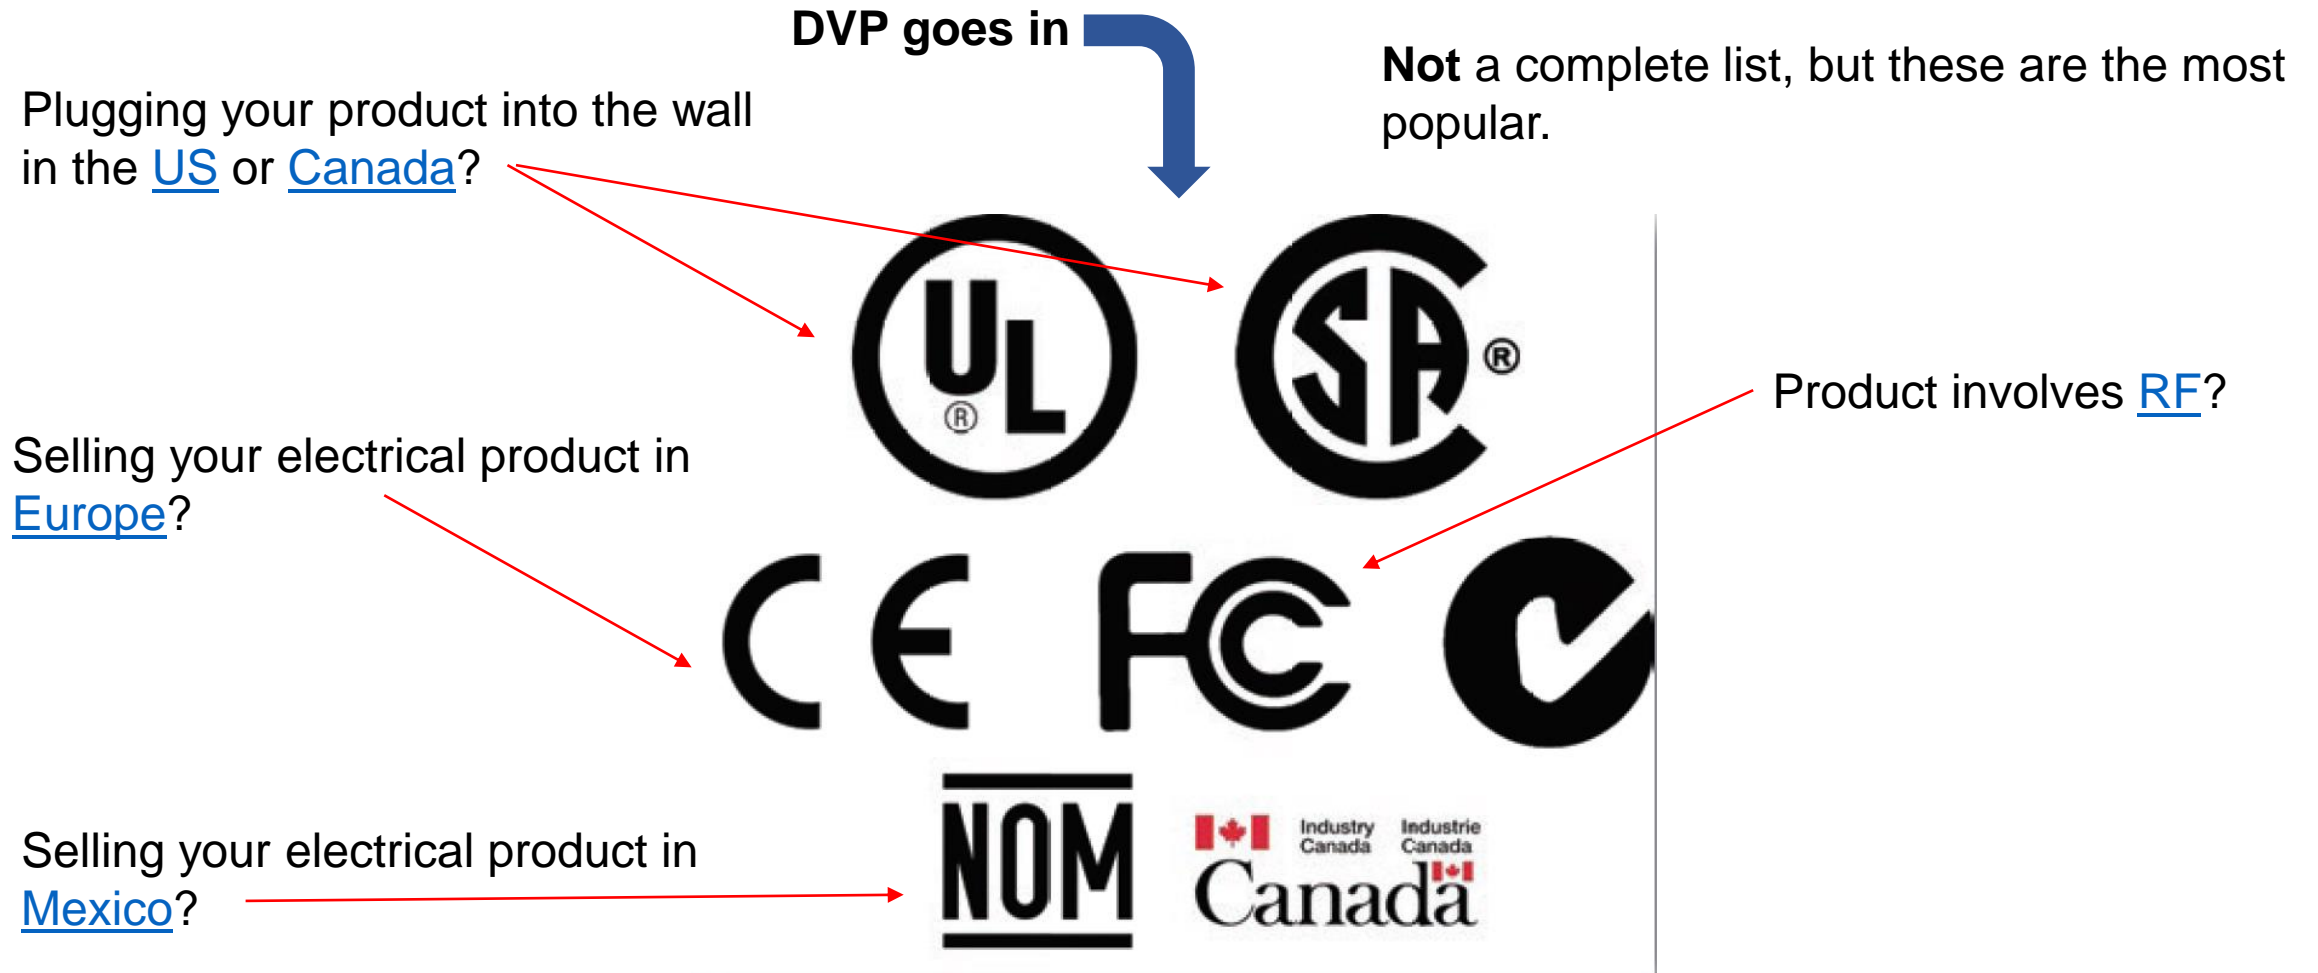 DVP goes in
Not a complete list, but these are the most
popular.
Plugging your product into the wall
in the US or Canada?
UL
®
CSA
®
Product involves RF?
Selling your electrical product in
Europe?
CE
FCC
Selling your electrical product in
Mexico?
NOM
Industry Industrie
Canada Canada
Canada